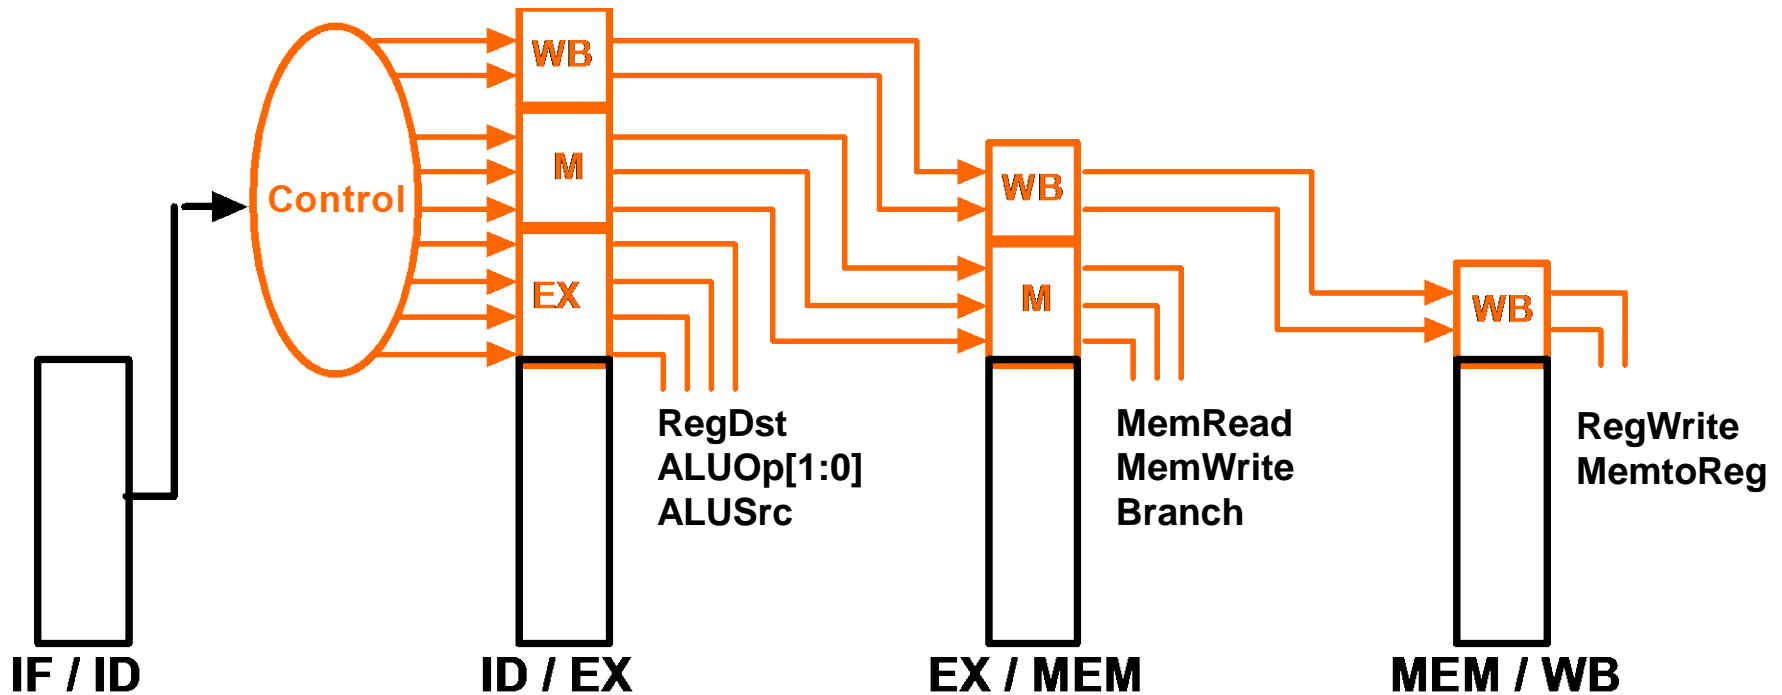 WB
M
Control
WB
EX
M
WB
RegDst
ALUOp[1:0]
ALUSrc
MemRead
MemWrite
Branch
RegWrite
MemtoReg
IF / ID
ID / EX
EX / MEM
MEM / WB